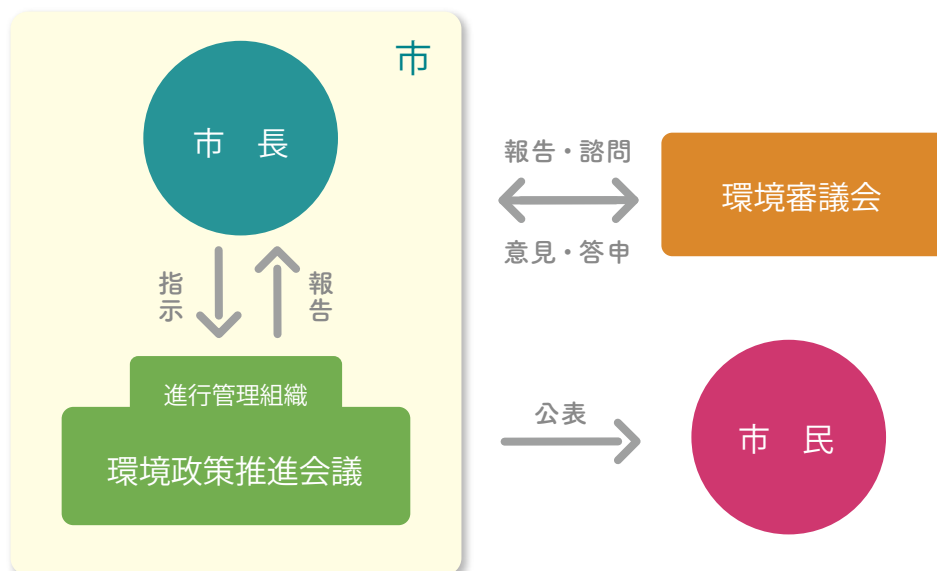 市
市　長
報告・諮問
環境審議会
意見・答申
指示
報告
進行管理組織
環境政策推進会議
公表
市　民